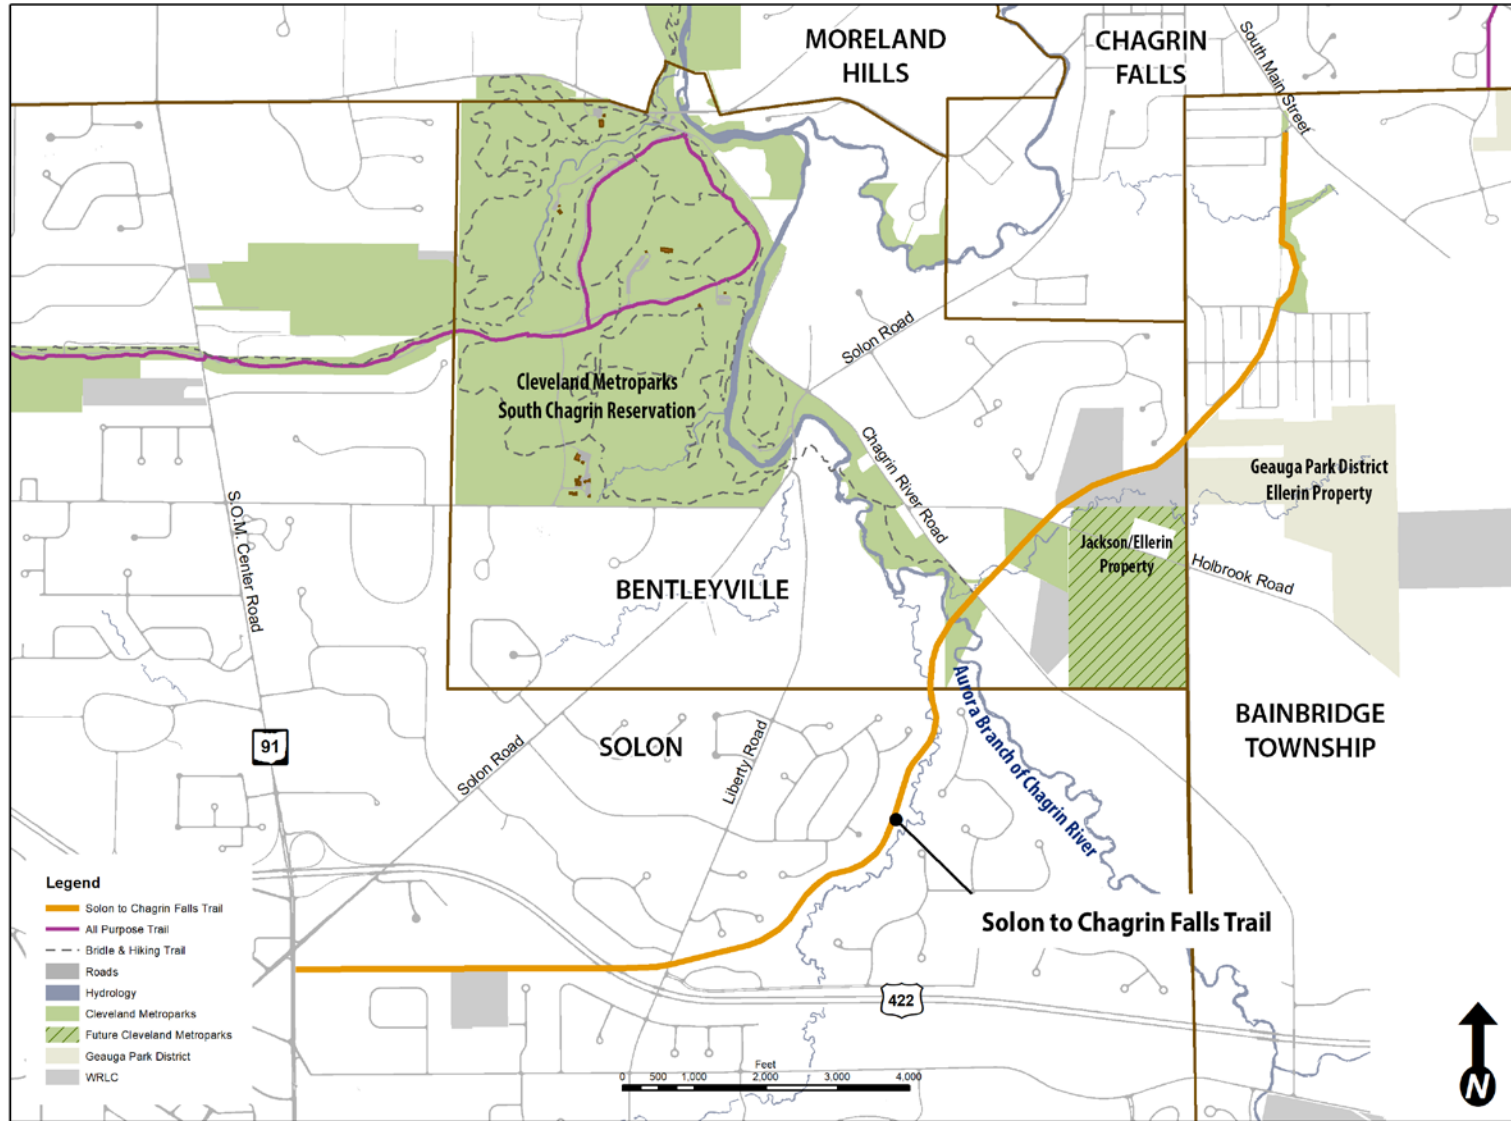 MORELAND
HILLS
CHAGRIN
FALLS
South Main Street
Solon Road
Cleveland Metroparks
South Chagrin Reservation
Chagrin River Road
Geauga Park District
Ellerin Property
S.O.M. Center Road
Jackson/Ellerin
Property
Holbrook Road
BENTLEYVILLE
Aurora Branch of Chagrin River
BAINBRIDGE
TOWNSHIP
SOLON
91
Solon Road
Liberty Road
Solon to Chagrin Falls Trail
422
Legend
Solon to Chagrin Falls Trail
All Purpose Trail
Bridle & Hiking Trail
Roads
Hydrology
Cleveland Metroparks
Future Cleveland Metroparks
Geauga Park District
WRLC
Feet
0 500 1,000 2,000 3,000 4,000
N